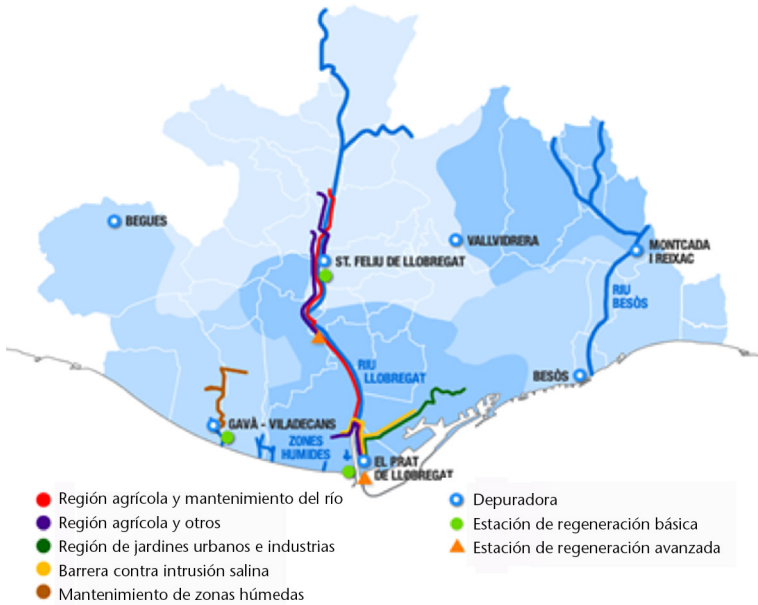 BEGUES
VALLVIDRERA
MONTCADA
I REIXAC
ST. FELIU DE LLOBREGAT
RIU
BESÒS
RIU
LLOBREGAT
BESÒS
GAVÀ - VILADECANS
ZONES
HUMIDES
EL PRAT
DE LLOBREGAT
Región agrícola y mantenimiento del río
Región agrícola y otros
Región de jardines urbanos e industrias
Barrera contra intrusión salina
Mantenimiento de zonas húmedas
Depuradora
Estación de regeneración básica
Estación de regeneración avanzada